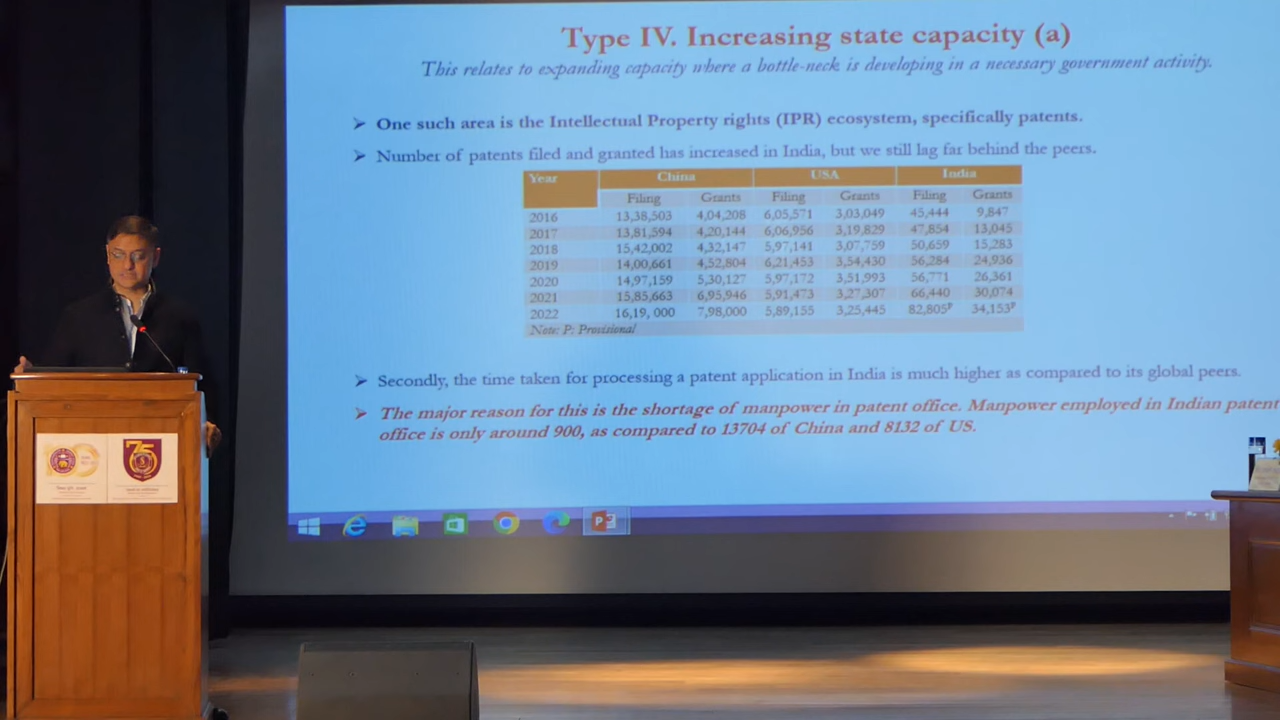 Type IV. Increasing state capacity (a)
This relates to expanding capacity where a bottle-neck is developing in a necessary government activity.
➤ One such area is the Intellectual Property rights (IPR) ecosystem, specifically patents.
➤ Number of patents filed and granted has increased in India, but we still lag far behind the peers.
Year China USA India
Filing Grants Filing Grants Filing Grants
2016 13,38,503 4,04,208 6,05,571 3,03,049 45,444 9,847
2017 13,81,594 4,20,144 6,06,956 3,19,829 47,854 13,045
2018 15,42,002 4,32,147 5,97,141 3,07,759 50,659 15,283
2019 14,00,661 4,52,804 6,21,453 3,54,430 56,284 24,936
2020 14,97,159 5,30,127 5,97,172 3,51,993 56,771 26,361
2021 15,85,663 6,95,946 5,91,473 3,27,307 66,440 30,074
2022 16,19, 000 7,98,000 5,89,155 3,25,445 82,805ᴾ 34,153ᴾ
Note: P: Provisional
➤ Secondly, the time taken for processing a patent application in India is much higher as compared to its global peers.
➤ The major reason for this is the shortage of manpower in patent office. Manpower employed in Indian patent
office is only around 900, as compared to 13704 of China and 8132 of US.
75